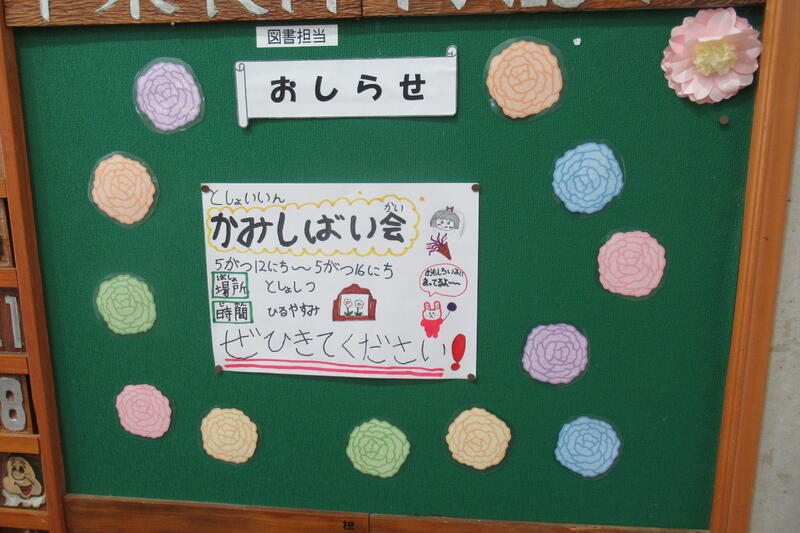 図書担当
おしらせ
としょいいん
かい
かみしばい会
5がつ12にち～5がつ16にち
ばしょ
場所 としょしつ
じかん
時間 ひるやすみ
ぜひきてください！
おもしろいよ！
まってるよ～～
1
8
担